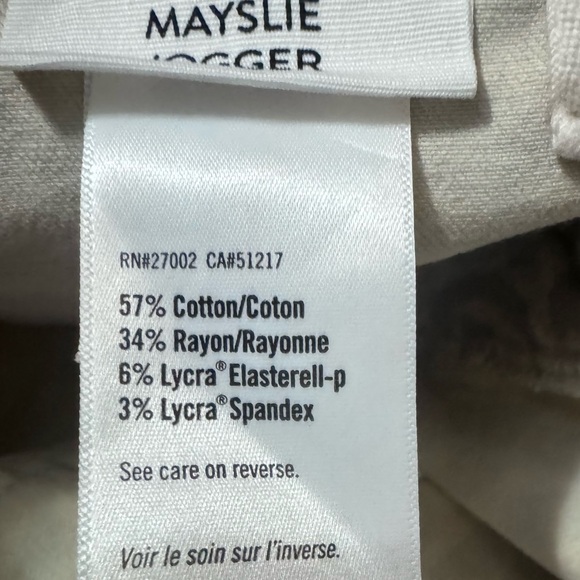 MAYSLIE
JOGGER
RN#27002 CA#51217
57% Cotton/Coton
34% Rayon/Rayonne
6% Lycra® Elasterell-p
3% Lycra® Spandex
See care on reverse.
Voir le soin sur l'inverse.